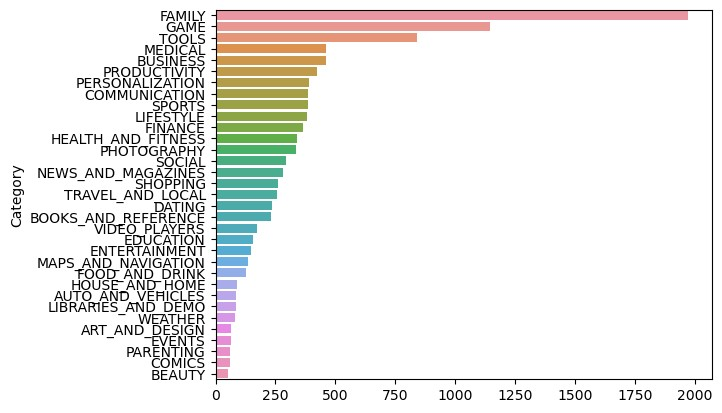 Category
FAMILY
GAME
TOOLS
MEDICAL
BUSINESS
PRODUCTIVITY
PERSONALIZATION
COMMUNICATION
SPORTS
LIFESTYLE
FINANCE
HEALTH_AND_FITNESS
PHOTOGRAPHY
SOCIAL
NEWS_AND_MAGAZINES
SHOPPING
TRAVEL_AND_LOCAL
DATING
BOOKS_AND_REFERENCE
VIDEO_PLAYERS
EDUCATION
ENTERTAINMENT
MAPS_AND_NAVIGATION
FOOD_AND_DRINK
HOUSE_AND_HOME
AUTO_AND_VEHICLES
LIBRARIES_AND_DEMO
WEATHER
ART_AND_DESIGN
EVENTS
PARENTING
COMICS
BEAUTY
0 250 500 750 1000 1250 1500 1750 2000